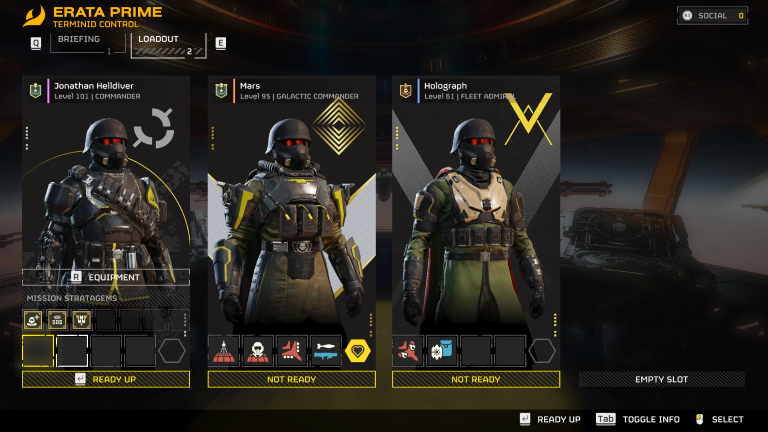 ERATA PRIME
TERMINID CONTROL
Q
BRIEFING
1
LOADOUT
2
E
SOCIAL 0
Jonathan Helldiver
Level 101 | COMMANDER
Mars
Level 95 | GALACTIC COMMANDER
Holograph
Level 61 | FLEET ADMIRAL
R EQUIPMENT
MISSION STRATAGEMS
SOS
READY UP
NOT READY
NOT READY
EMPTY SLOT
READY UP
Tab TOGGLE INFO
SELECT